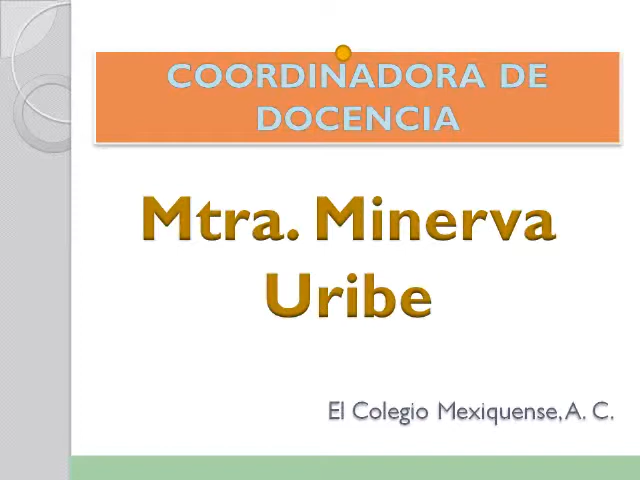 COORDINADORA DE
DOCENCIA
Mtra. Minerva
Uribe
El Colegio Mexiquense, A. C.